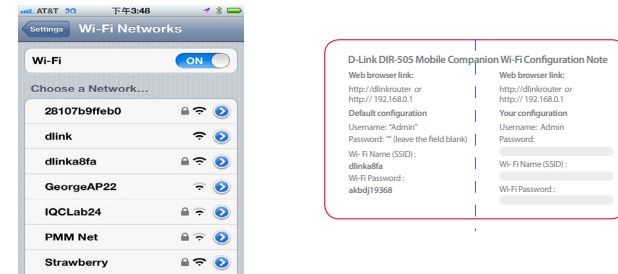 AT&T 3G 下午3:48
Settings Wi-Fi Networks
Wi-Fi ON
Choose a Network...
28107b9ffeb0
dlink
dlinka8fa
GeorgeAP22
IQCLab24
PMM Net
Strawberry
D-Link DIR-505 Mobile Companion Wi-Fi Configuration Note
Web browser link:
http://dlinkrouter or
http:// 192.168.0.1
Default configuration
Username: "Admin"
Password: "" (leave the field blank)
Wi- Fi Name (SSID) :
dlinka8fa
Wi-Fi Password :
akbdj19368
Web browser link:
http://dlinkrouter or
http:// 192.168.0.1
Your configuration
Username: Admin
Password:
Wi- Fi Name (SSID) :
Wi-Fi Password :